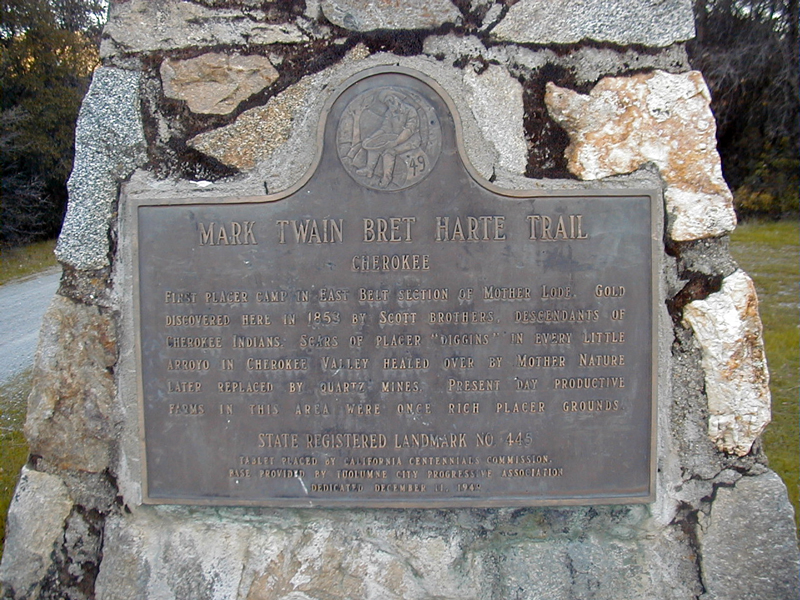 '49
MARK TWAIN BRET HARTE TRAIL
CHEROKEE
FIRST PLACER CAMP IN EAST BELT SECTION OF MOTHER LODE. GOLD
DISCOVERED HERE IN 1853 BY SCOTT BROTHERS, DESCENDANTS OF
CHEROKEE INDIANS. SCARS OF PLACER "DIGGINS" IN EVERY LITTLE
ARROYO IN CHEROKEE VALLEY HEALED OVER BY MOTHER NATURE
LATER REPLACED BY QUARTZ MINES. PRESENT DAY PRODUCTIVE
FARMS IN THIS AREA WERE ONCE RICH PLACER GROUNDS.
STATE REGISTERED LANDMARK NO. 445
TABLET PLACED BY CALIFORNIA CENTENNIALS COMMISSION.
BASE PROVIDED BY TUOLUMNE CITY PROGRESSIVE ASSOCIATION
DEDICATED DECEMBER